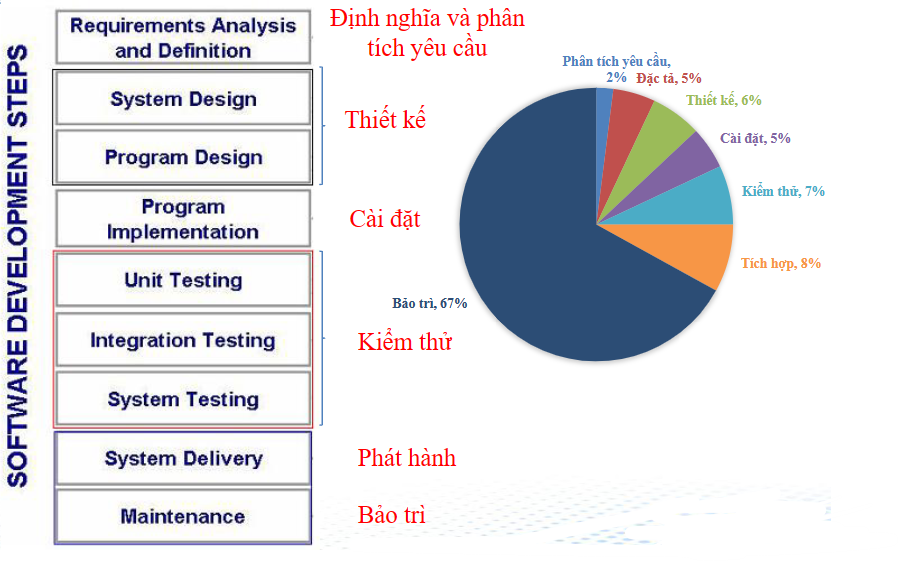 SOFTWARE DEVELOPMENT STEPS
Requirements Analysis
and Definition
System Design
Program Design
Program
Implementation
Unit Testing
Integration Testing
System Testing
System Delivery
Maintenance
Định nghĩa và phân
tích yêu cầu
Thiết kế
Cài đặt
Kiểm thử
Phát hành
Bảo trì
Phân tích yêu cầu,
2%
Đặc tả, 5%
Thiết kế, 6%
Cài đặt, 5%
Kiểm thử, 7%
Tích hợp, 8%
Bảo trì, 67%